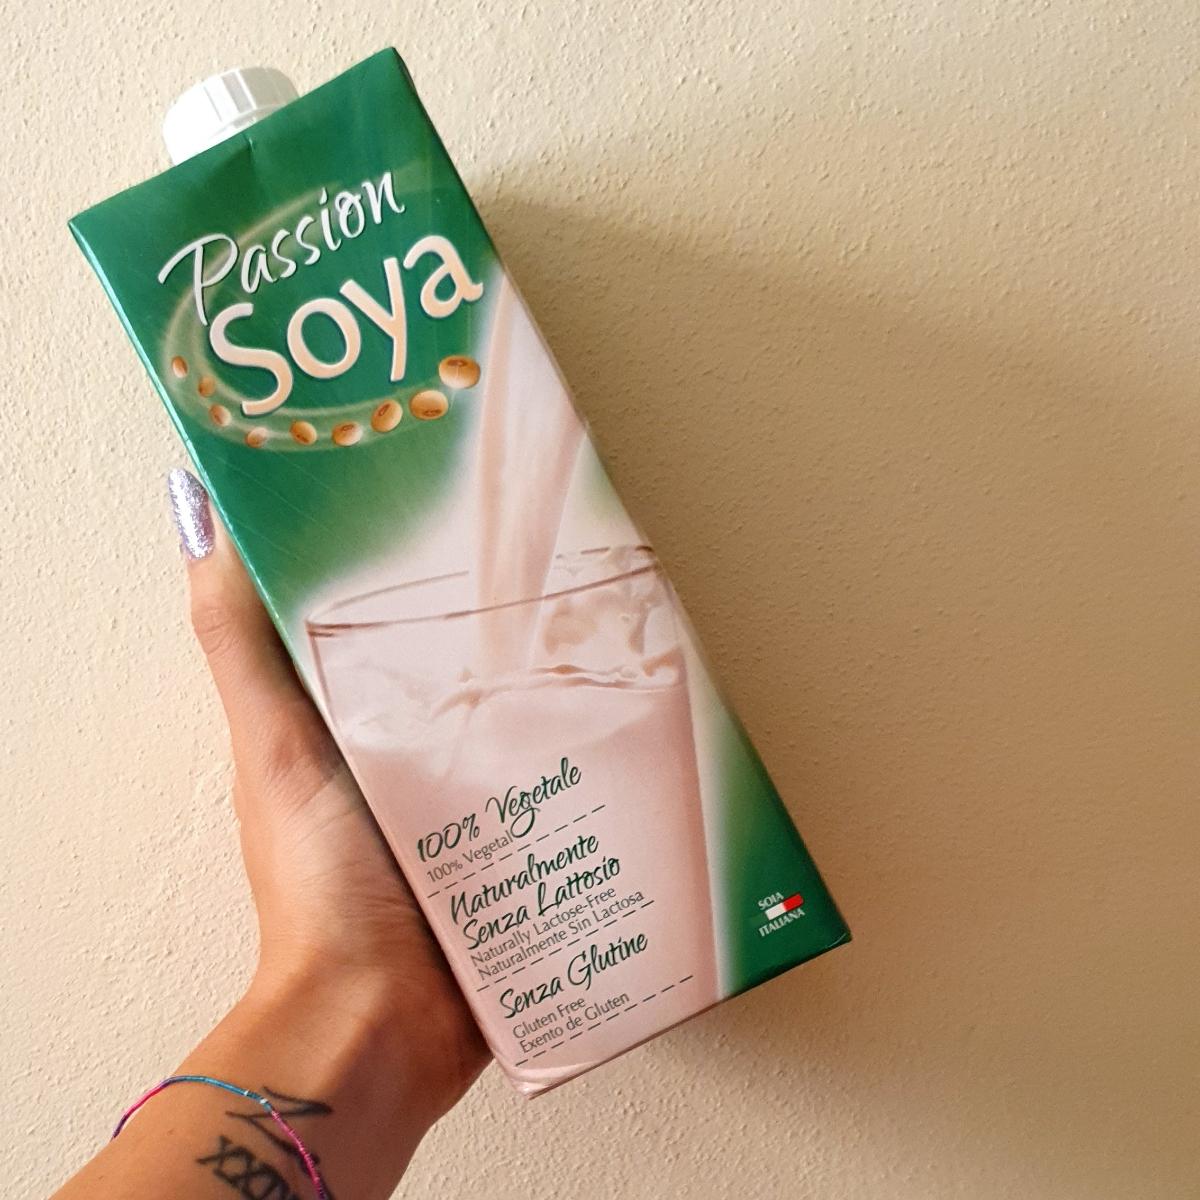 Passion
Soya
100% Vegetale
100% Vegetal
Naturalmente
Senza Lattosio
Naturally Lactose-Free
Naturalmente Sin Lactosa
Senza Glutine
Gluten Free
Exento de Gluten
SOIA
ITALIANA